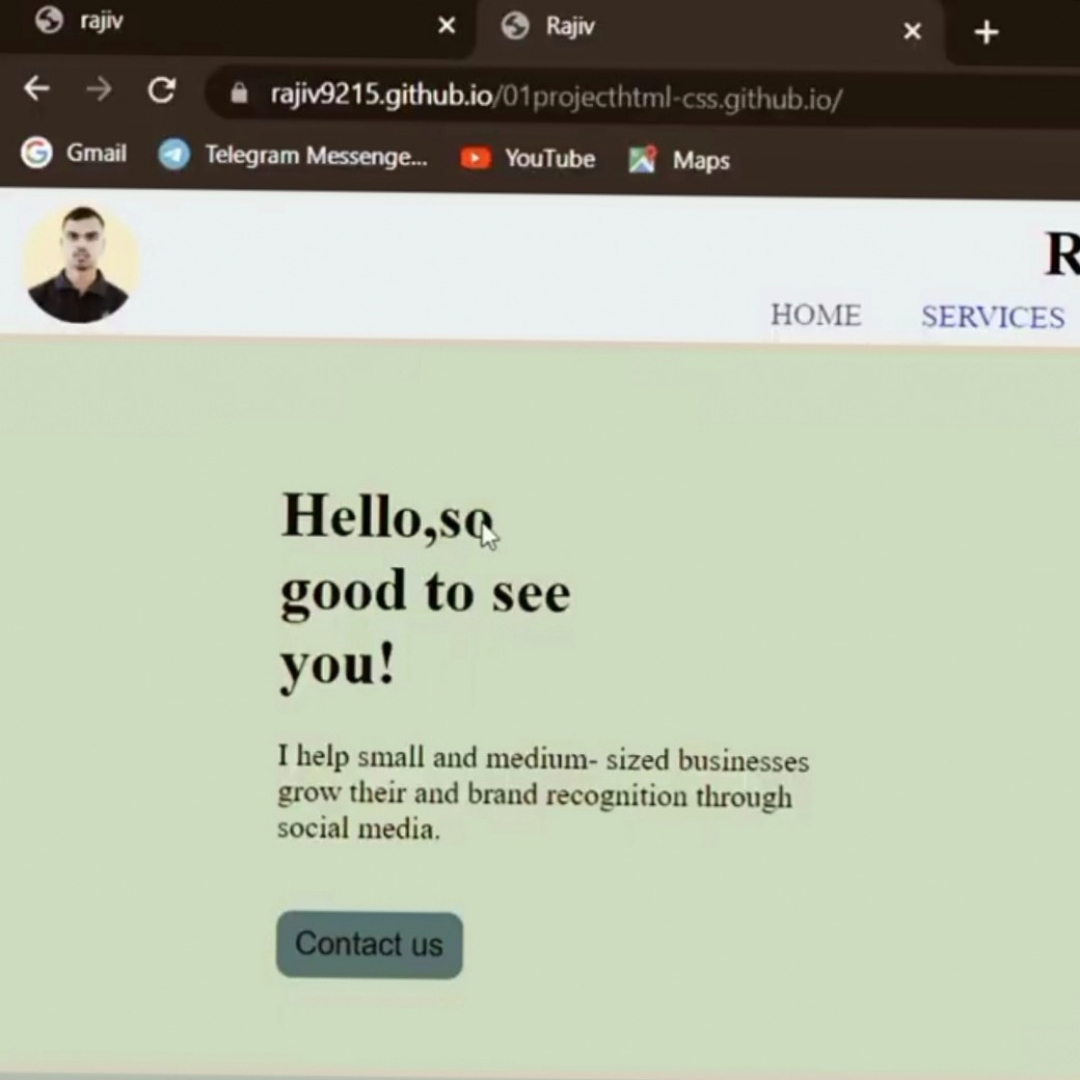 rajiv
Rajiv
rajiv9215.github.io/01projecthtml-css.github.io/
Gmail Telegram Messenge... YouTube Maps
R
HOME SERVICES
Hello,so
good to see
you!
I help small and medium- sized businesses
grow their and brand recognition through
social media.
Contact us